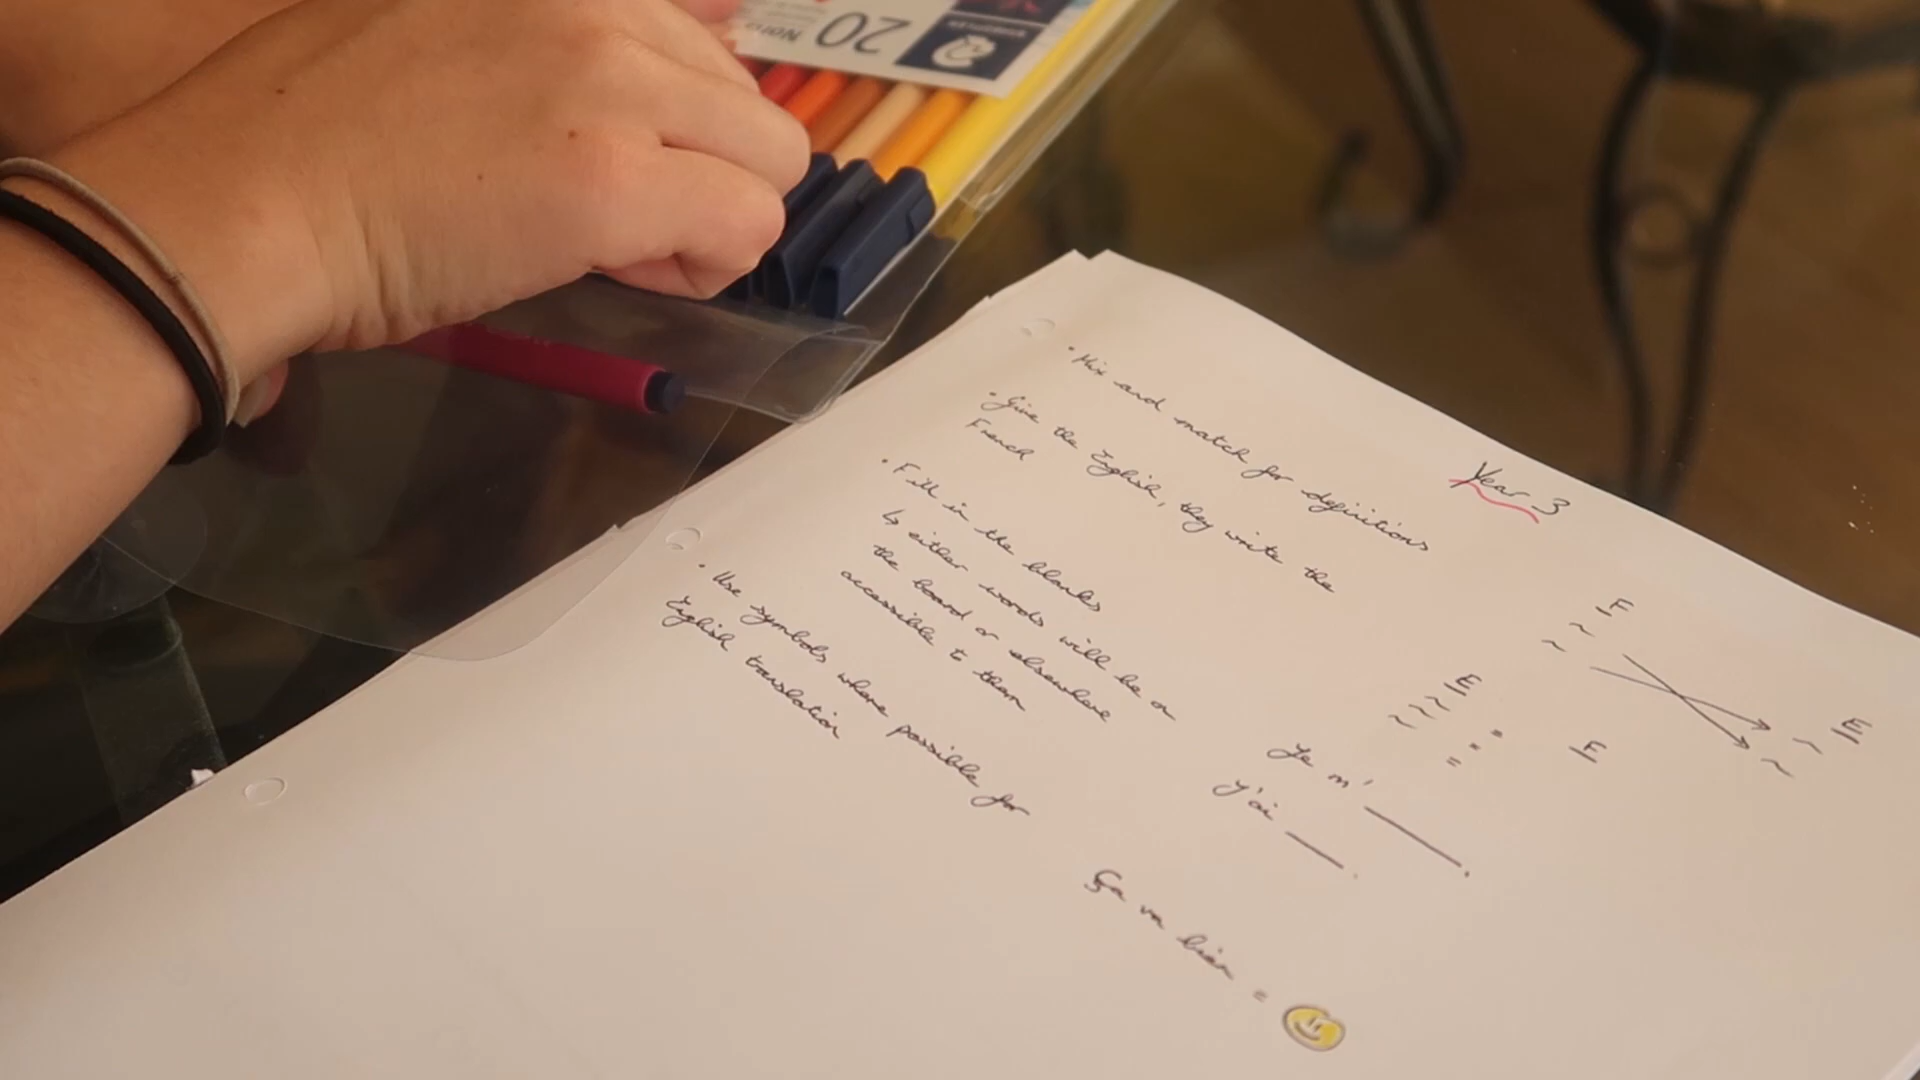 Year 3
• Mix and match for definitions
• Give the English, they write the
French
• Fill in the blanks
↳ either words will be on
the board or elsewhere
accessible to them
• Use symbols where possible for
English translation
F
E
E
F
Je m' ______.
J'ai ____.
Ça va bien =
20